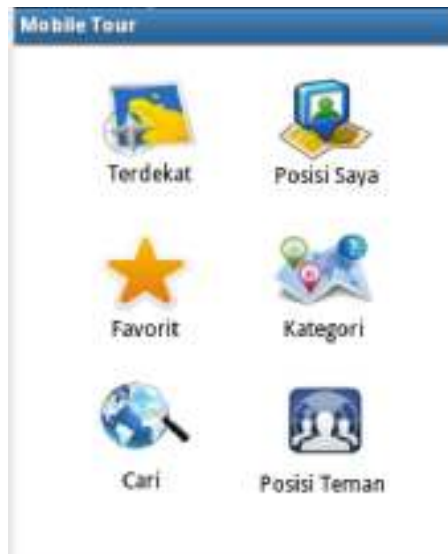 Mobile Tour
Terdekat
Posisi Saya
Favorit
Kategori
Cari
Posisi Teman